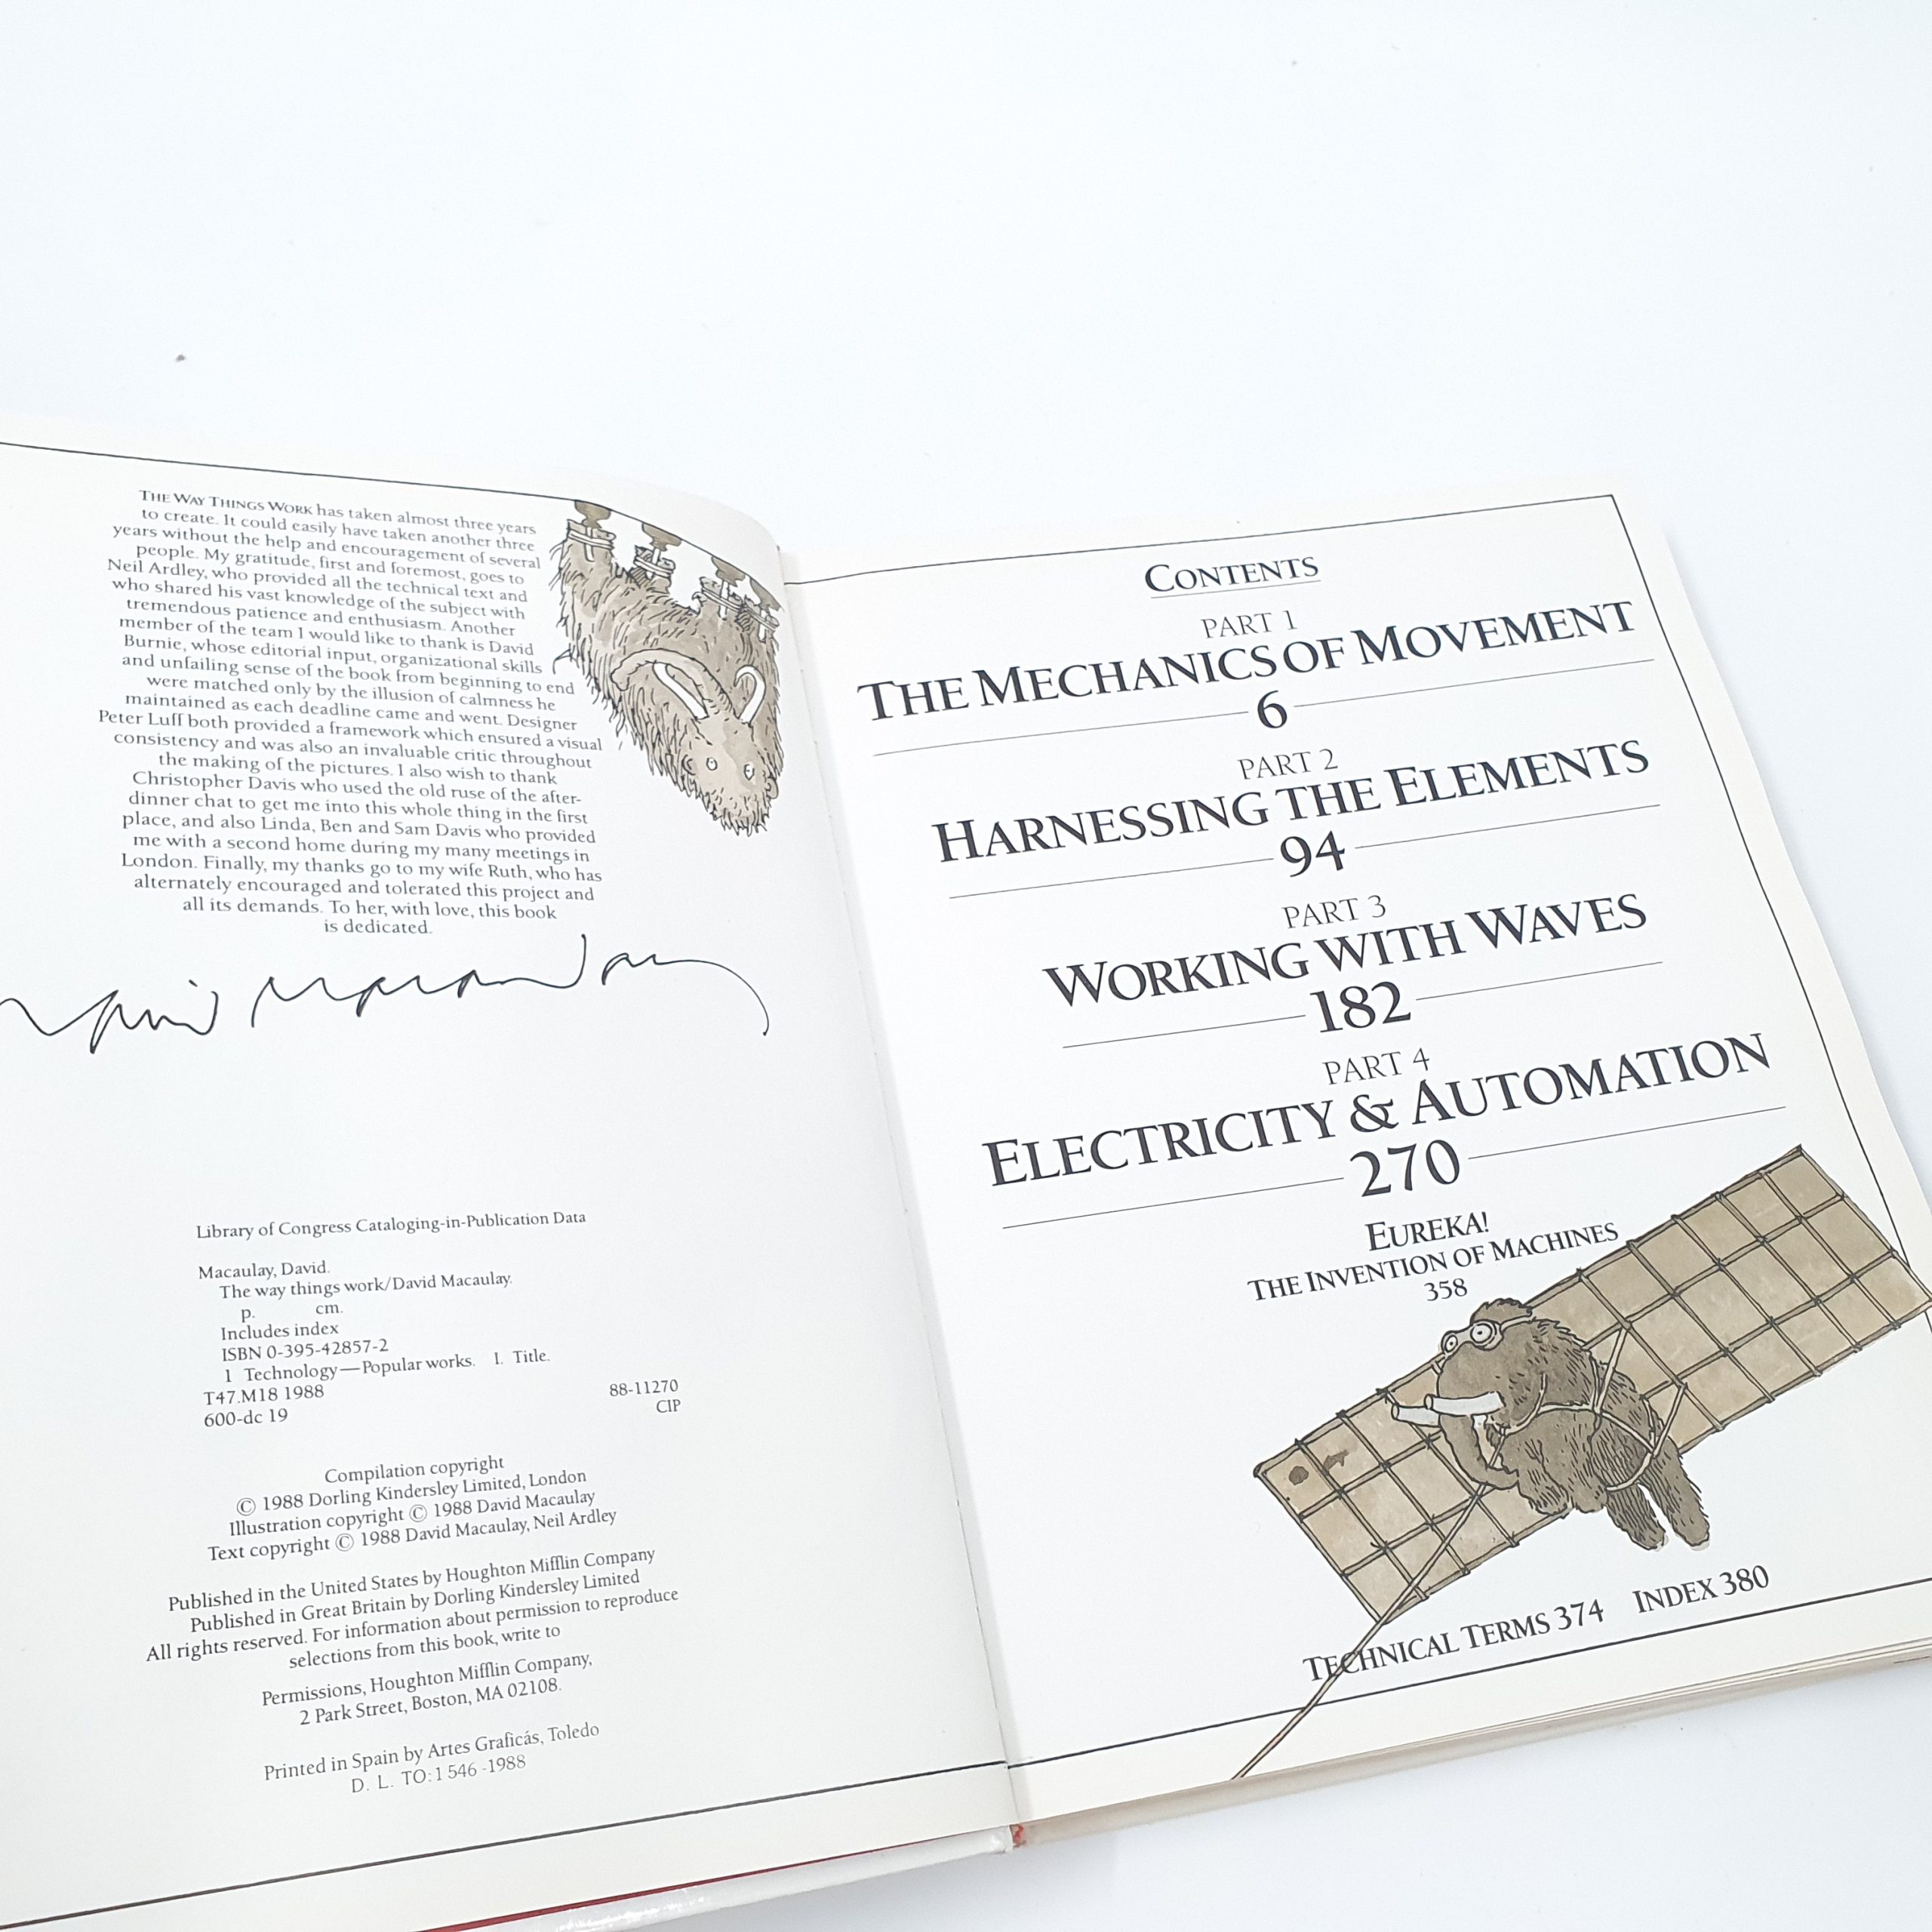 THE WAY THINGS WORK has taken almost three years
to create. It could easily have taken another three
years without the help and encouragement of several
people. My gratitude, first and foremost, goes to
Neil Ardley, who provided all the technical text and
who shared his vast knowledge of the subject with
tremendous patience and enthusiasm. Another
member of the team I would like to thank is David
Burnie, whose editorial input, organizational skills
and unfailing sense of the book from beginning to end
were matched only by the illusion of calmness he
maintained as each deadline came and went. Designer
Peter Luff both provided a framework which ensured a visual
consistency and was also an invaluable critic throughout
the making of the pictures. I also wish to thank
Christopher Davis who used the old ruse of the after-
dinner chat to get me into this whole thing in the first
place, and also Linda, Ben and Sam Davis who provided
me with a second home during my many meetings in
London. Finally, my thanks go to my wife Ruth, who has
alternately encouraged and tolerated this project and
all its demands. To her, with love, this book
is dedicated.
David Macaulay
Library of Congress Cataloging-in-Publication Data
Macaulay, David.
The way things work/David Macaulay.
p. cm.
Includes index
ISBN 0-395-42857-2
1 Technology—Popular works. I. Title.
T47.M18 1988 88-11270
600-dc 19 CIP
Compilation copyright
© 1988 Dorling Kindersley Limited, London
Illustration copyright © 1988 David Macaulay
Text copyright © 1988 David Macaulay, Neil Ardley
Published in the United States by Houghton Mifflin Company
Published in Great Britain by Dorling Kindersley Limited
All rights reserved. For information about permission to reproduce
selections from this book, write to
Permissions, Houghton Mifflin Company,
2 Park Street, Boston, MA 02108.
Printed in Spain by Artes Graficás, Toledo
D. L. TO:1 546 -1988
CONTENTS
PART 1
THE MECHANICS OF MOVEMENT
6
PART 2
HARNESSING THE ELEMENTS
94
PART 3
WORKING WITH WAVES
182
PART 4
ELECTRICITY & AUTOMATION
270
EUREKA!
THE INVENTION OF MACHINES
358
TECHNICAL TERMS 374 INDEX 380